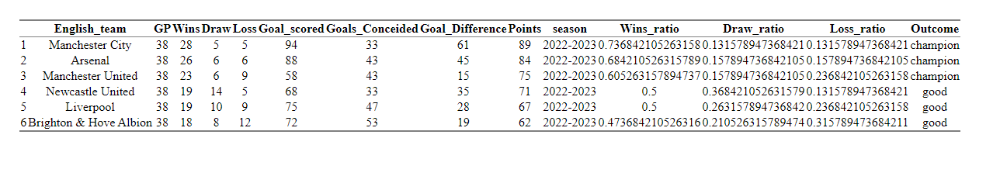 English_team GP Wins Draw Loss Goal_scored Goals_Conceided Goal_Difference Points season Wins_ratio Draw_ratio Loss_ratio Outcome
1 Manchester City 38 28 5 5 94 33 61 89 2022-2023 0.736842105263158 0.131578947368421 0.131578947368421 champion
2 Arsenal 38 26 6 6 88 43 45 84 2022-2023 0.684210526315789 0.157894736842105 0.157894736842105 champion
3 Manchester United 38 23 6 9 58 43 15 75 2022-2023 0.605263157894737 0.157894736842105 0.236842105263158 champion
4 Newcastle United 38 19 14 5 68 33 35 71 2022-2023 0.5 0.368421052631579 0.131578947368421 good
5 Liverpool 38 19 10 9 75 47 28 67 2022-2023 0.5 0.263157894736842 0.236842105263158 good
6 Brighton & Hove Albion 38 18 8 12 72 53 19 62 2022-2023 0.473684210526316 0.210526315789474 0.315789473684211 good